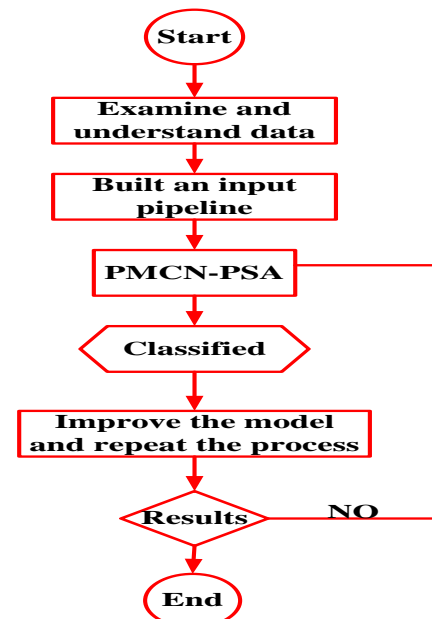 Start
Examine and
understand data
Built an input
pipeline
PMCN-PSA
Classified
Improve the model
and repeat the process
Results
NO
End